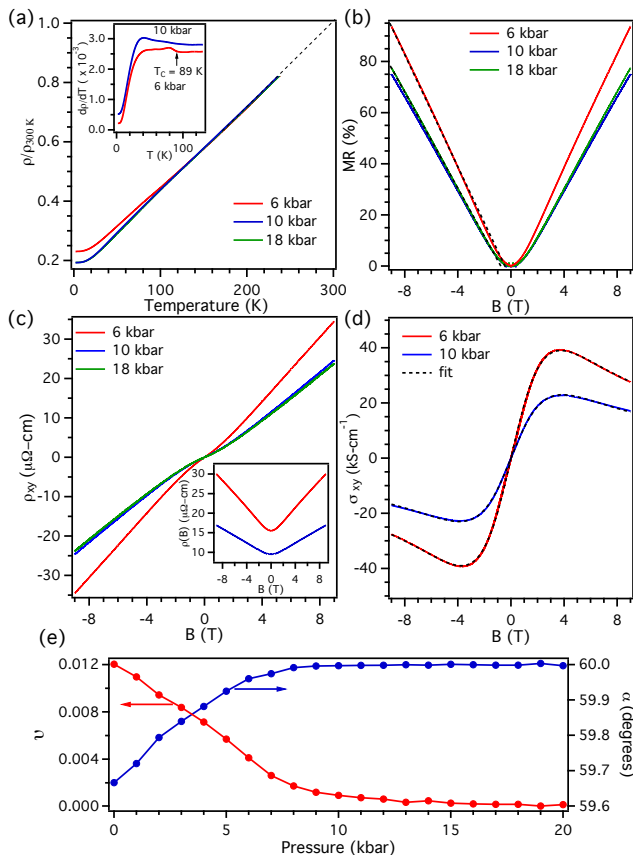 (a)
ρ/ρ300 K
1.0
0.8
0.6
0.4
0.2
0
100
200
300
Temperature (K)
6 kbar
10 kbar
18 kbar
dρ/dT ( x 10-3)
3.0
2.0
1.0
0.0
0
100
T (K)
10 kbar
TC = 89 K
6 kbar
(b)
MR (%)
80
60
40
20
0
-8
-4
0
4
8
B (T)
6 kbar
10 kbar
18 kbar
(c)
ρxy (μΩ–cm)
30
20
10
0
-10
-20
-30
-8
-4
0
4
8
B (T)
6 kbar
10 kbar
18 kbar
ρ(B) (μΩ–cm)
30
25
20
15
10
-8
-4
0
4
8
B (T)
(d)
σxy (kS-cm-1)
40
20
0
-20
-40
-8
-4
0
4
8
B (T)
6 kbar
10 kbar
fit
(e)
υ
0.012
0.008
0.004
0.000
0
5
10
15
20
Pressure (kbar)
60.0
59.9
59.8
59.7
59.6
α (degrees)